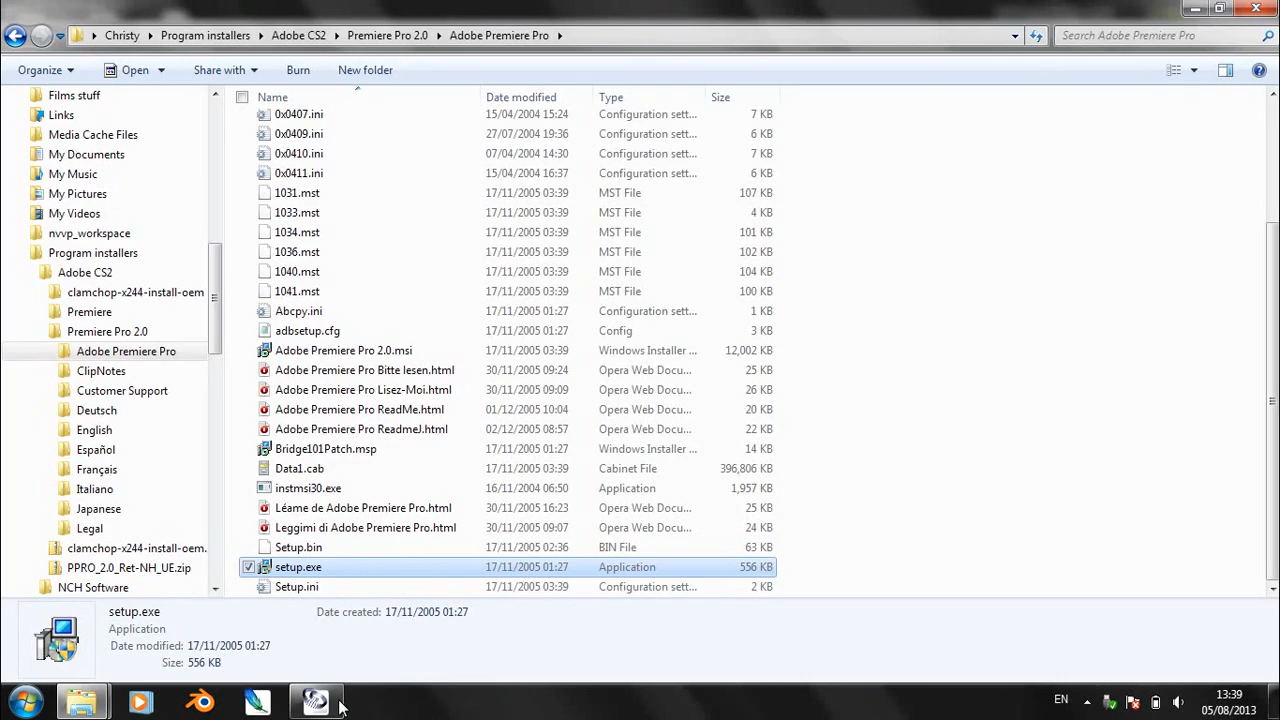 Christy Program installers Adobe CS2 Premiere Pro 2.0 Adobe Premiere Pro Search Adobe Premiere Pro
Organize Open Share with Burn New folder
Films stuff
Links
Media Cache Files
My Documents
My Music
My Pictures
My Videos
nvvp_workspace
Program installers
Adobe CS2
clamchop-x244-install-oem
Premiere
Premiere Pro 2.0
Adobe Premiere Pro
ClipNotes
Customer Support
Deutsch
English
Español
Français
Italiano
Japanese
Legal
clamchop-x244-install-oem.
PPRO_2.0_Ret-NH_UE.zip
NCH Software
Name Date modified Type Size
0x0407.ini 15/04/2004 15:24 Configuration sett... 7 KB
0x0409.ini 27/07/2004 19:36 Configuration sett... 6 KB
0x0410.ini 07/04/2004 14:30 Configuration sett... 7 KB
0x0411.ini 15/04/2004 16:37 Configuration sett... 6 KB
1031.mst 17/11/2005 03:39 MST File 107 KB
1033.mst 17/11/2005 03:39 MST File 4 KB
1034.mst 17/11/2005 03:39 MST File 101 KB
1036.mst 17/11/2005 03:39 MST File 102 KB
1040.mst 17/11/2005 03:39 MST File 104 KB
1041.mst 17/11/2005 03:39 MST File 100 KB
Abcpy.ini 17/11/2005 01:27 Configuration sett... 1 KB
adbsetup.cfg 17/11/2005 01:27 Config 3 KB
Adobe Premiere Pro 2.0.msi 17/11/2005 03:39 Windows Installer ... 12,002 KB
Adobe Premiere Pro Bitte lesen.html 30/11/2005 09:24 Opera Web Docu... 25 KB
Adobe Premiere Pro Lisez-Moi.html 30/11/2005 09:09 Opera Web Docu... 26 KB
Adobe Premiere Pro ReadMe.html 01/12/2005 10:04 Opera Web Docu... 20 KB
Adobe Premiere Pro ReadmeJ.html 02/12/2005 08:57 Opera Web Docu... 22 KB
Bridge101Patch.msp 17/11/2005 01:27 Windows Installer ... 14 KB
Data1.cab 17/11/2005 03:39 Cabinet File 396,806 KB
instmsi30.exe 16/11/2004 06:50 Application 1,957 KB
Léame de Adobe Premiere Pro.html 30/11/2005 16:23 Opera Web Docu... 25 KB
Leggimi di Adobe Premiere Pro.html 30/11/2005 09:07 Opera Web Docu... 24 KB
Setup.bin 17/11/2005 02:36 BIN File 63 KB
setup.exe 17/11/2005 01:27 Application 556 KB
Setup.ini 17/11/2005 03:39 Configuration sett... 2 KB
setup.exe Date created: 17/11/2005 01:27
Application
Date modified: 17/11/2005 01:27
Size: 556 KB
EN 13:39
05/08/2013